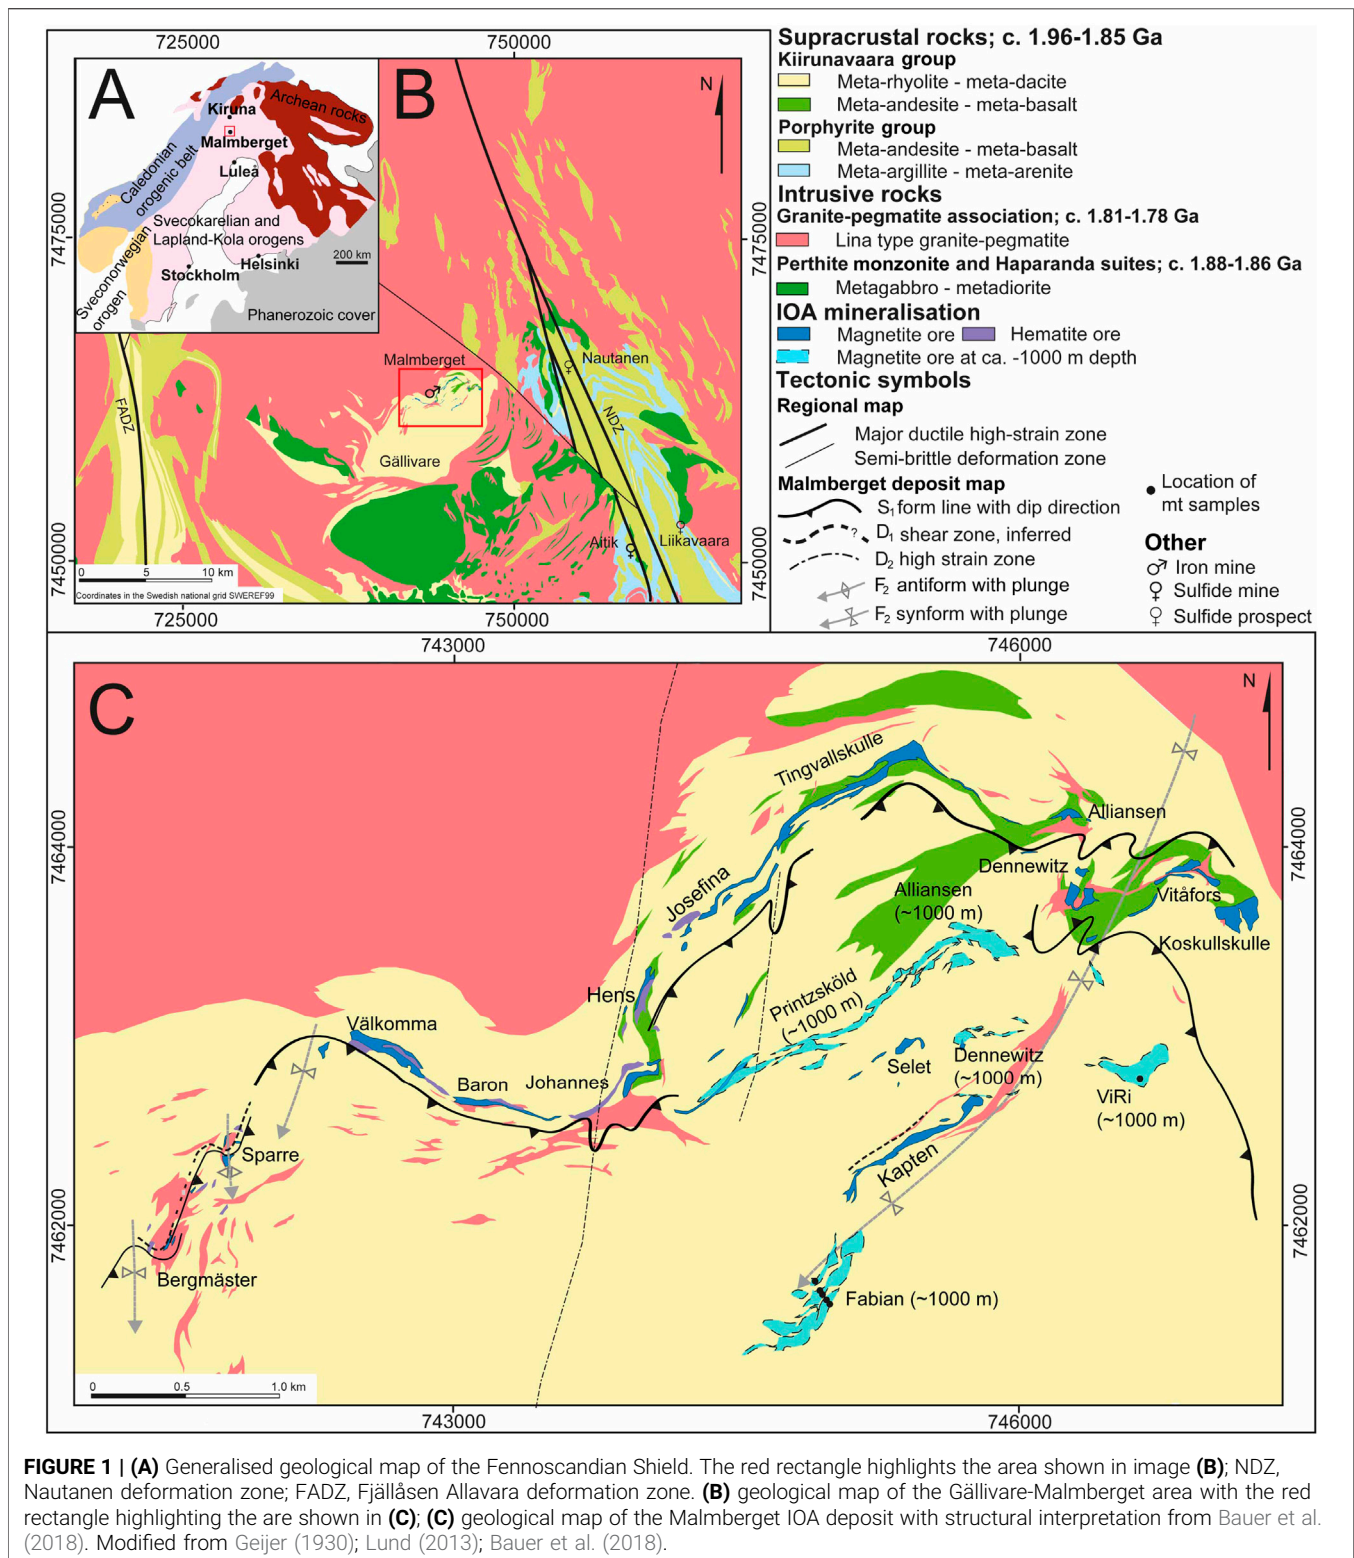 725000
750000
A
Archean rocks
Kiruna
Malmberget
Luleå
Caledonian
orogenic belt
Svecokarelian and
Lapland-Kola orogens
200 km
Helsinki
Stockholm
Sveconorwegian
orogen
Phanerozoic cover
B
N
7475000
7475000
FADZ
Malmberget
Nautanen
NDZ
Gällivare
Aitik
Liikavaara
7450000
7450000
0 5 10 km
Coordinates in the Swedish national grid SWEREF99
725000
750000
Supracrustal rocks; c. 1.96-1.85 Ga
Kiirunavaara group
Meta-rhyolite - meta-dacite
Meta-andesite - meta-basalt
Porphyrite group
Meta-andesite - meta-basalt
Meta-argillite - meta-arenite
Intrusive rocks
Granite-pegmatite association; c. 1.81-1.78 Ga
Lina type granite-pegmatite
Perthite monzonite and Haparanda suites; c. 1.88-1.86 Ga
Metagabbro - metadiorite
IOA mineralisation
Magnetite ore Hematite ore
Magnetite ore at ca. -1000 m depth
Tectonic symbols
Regional map
Major ductile high-strain zone
Semi-brittle deformation zone
Malmberget deposit map
S₁ form line with dip direction
? D₁ shear zone, inferred
D₂ high strain zone
F₂ antiform with plunge
F₂ synform with plunge
Location of
mt samples
Other
♂ Iron mine
♀ Sulfide mine
♀ Sulfide prospect
743000
746000
C
N
Tingvallskulle
7464000
7464000
Alliansen
Dennewitz
Josefina
Alliansen
(~1000 m)
Vitåfors
Koskullskulle
Hens
Printzsköld
(~1000 m)
Välkomma
Dennewitz
(~1000 m)
Selet
Baron
Johannes
ViRi
(~1000 m)
Sparre
Kapten
7462000
7462000
Bergmäster
Fabian (~1000 m)
0 0.5 1.0 km
743000
746000
FIGURE 1 | (A) Generalised geological map of the Fennoscandian Shield. The red rectangle highlights the area shown in image (B); NDZ,
Nautanen deformation zone; FADZ, Fjällåsen Allavara deformation zone. (B) geological map of the Gällivare-Malmberget area with the red
rectangle highlighting the are shown in (C); (C) geological map of the Malmberget IOA deposit with structural interpretation from Bauer et al.
(2018). Modified from Geijer (1930); Lund (2013); Bauer et al. (2018).